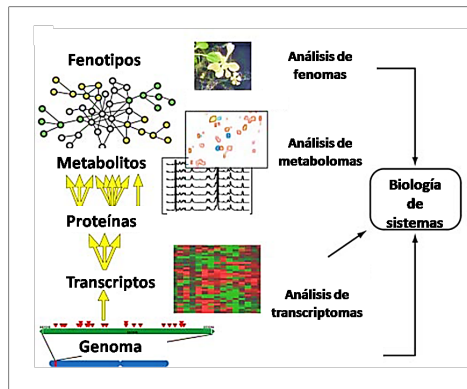 Fenotipos
Metabolitos
Proteínas
Transcriptos
Genoma
Análisis de
fenomas
Análisis de
metabolomas
Análisis de
transcriptomas
Biología
de
sistemas